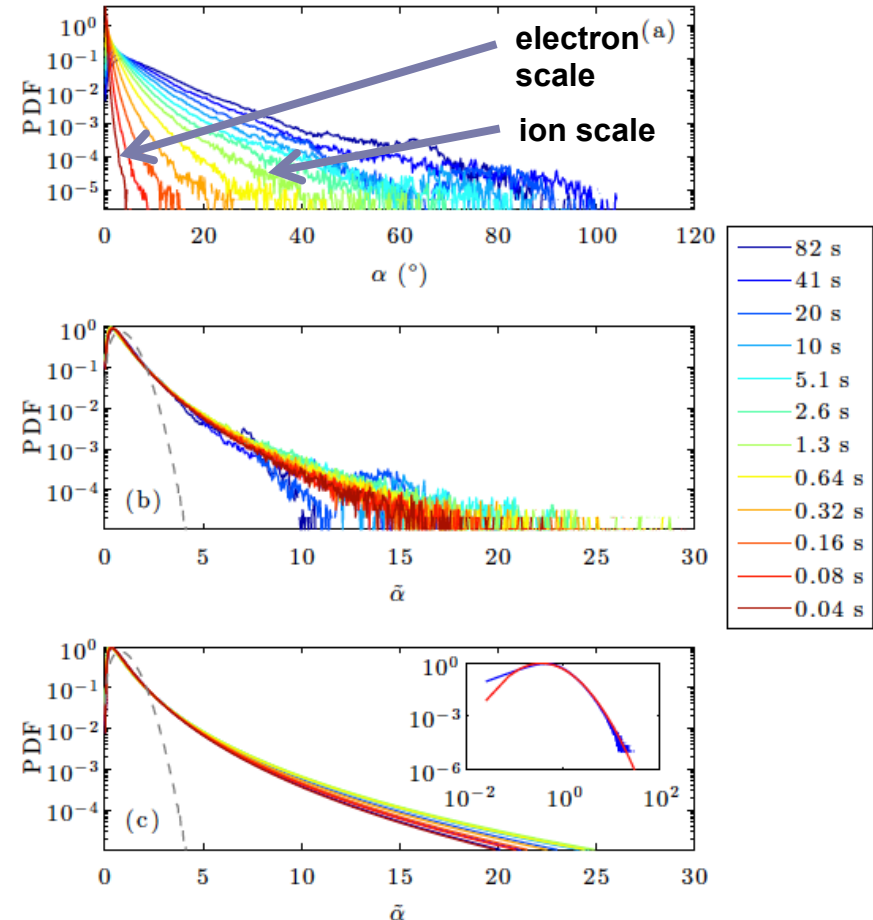 electron (a)
scale
ion scale
PDF
10^0
10^-1
10^-2
10^-3
10^-4
10^-5
0 20 40 60 80 100 120
α (°)
82 s
41 s
20 s
10 s
5.1 s
2.6 s
1.3 s
0.64 s
0.32 s
0.16 s
0.08 s
0.04 s
PDF
10^0
10^-1
10^-2
10^-3
10^-4
(b)
0 5 10 15 20 25 30
α̃
PDF
10^0
10^-1
10^-2
10^-3
10^-4
(c)
10^0
10^-3
10^-6
10^-2 10^0 10^2
0 5 10 15 20 25 30
α̃